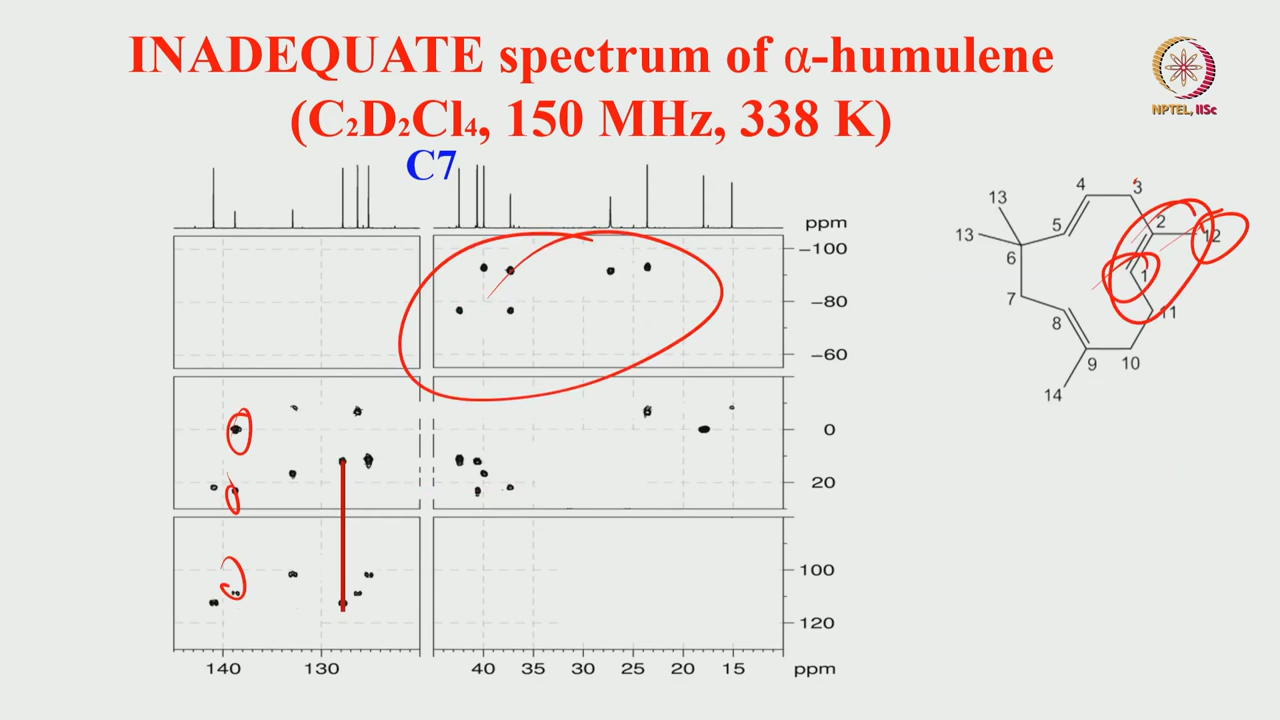 INADEQUATE spectrum of α-humulene
(C₂D₂Cl₄, 150 MHz, 338 K)
NPTEL, IISc
C7
ppm
−100
−80
−60
0
20
100
120
140 130 40 35 30 25 20 15 ppm
13 4 3
13 5 2 12
6 1
7 8 11
9 10
14